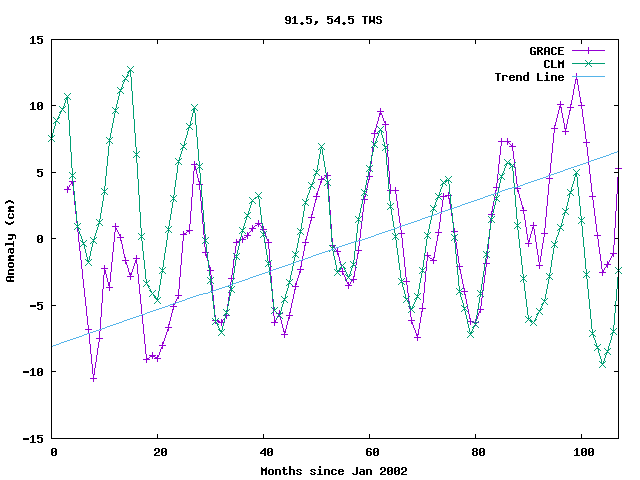 91.5, 54.5 TWS
GRACE
CLM
Trend Line
15
10
5
0
-5
-10
-15
Anomaly (cm)
0 20 40 60 80 100
Months since Jan 2002